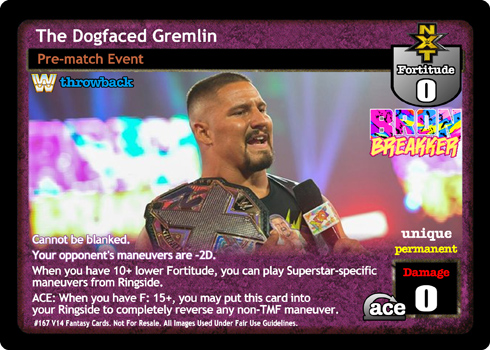 The Dogfaced Gremlin
NXT
Pre-match Event
Fortitude
0
W throwback
BRON
BREAKKER
unique
permanent
Cannot be blanked.
Your opponent's maneuvers are -2D.
When you have 10+ lower Fortitude, you can play Superstar-specific
maneuvers from Ringside.
ACE: When you have F: 15+, you may put this card into
your Ringside to completely reverse any non-TMF maneuver.
Damage
0
ace
#167 V14 Fantasy Cards. Not For Resale. All Images Used Under Fair Use Guidelines.